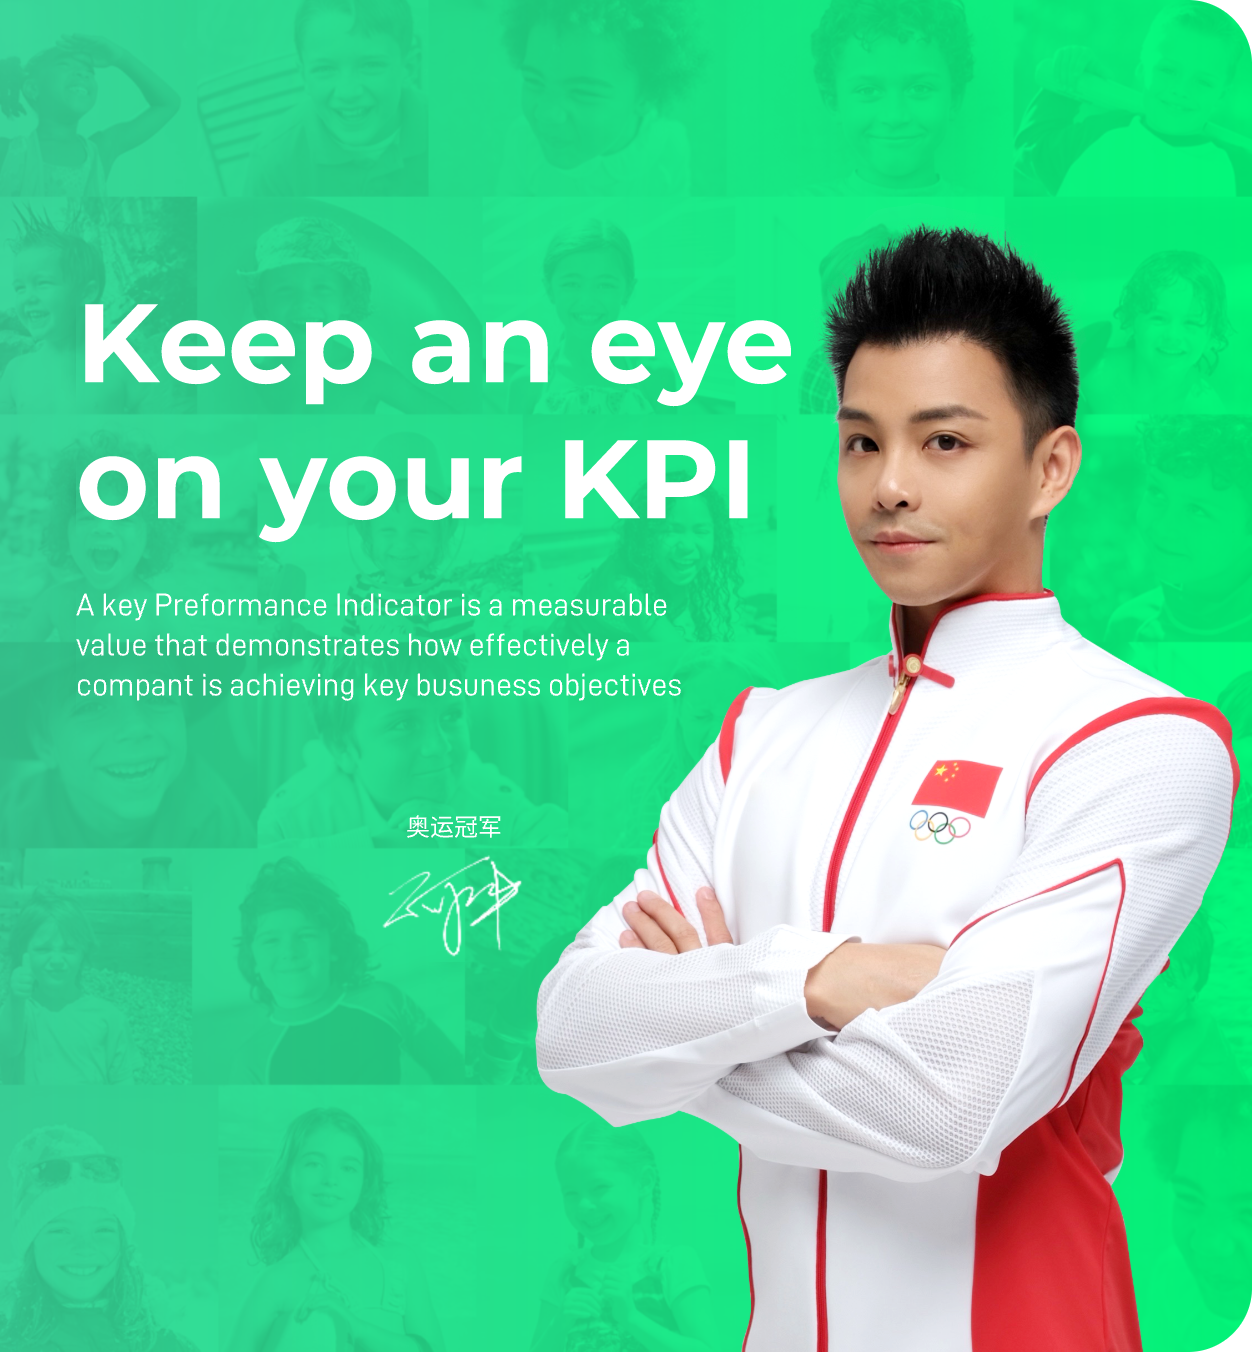 Keep an eye
on your KPI
A key Preformance Indicator is a measurable
value that demonstrates how effectively a
compant is achieving key busuness objectives
奥运冠军